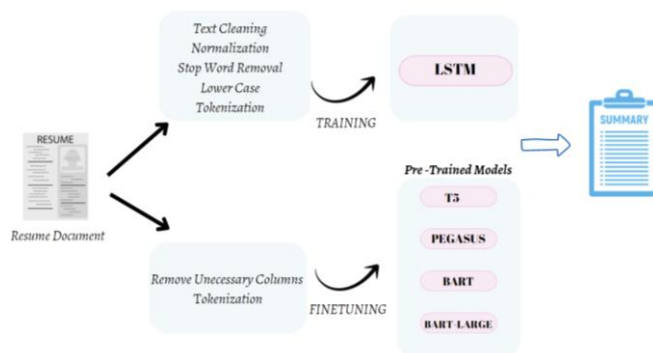 Text Cleaning
Normalization
Stop Word Removal
Lower Case
Tokenization
TRAINING
LSTM
RESUME
Resume Document
SUMMARY
Pre -Trained Models
T5
PEGASUS
BART
BART-LARGE
Remove Unecessary Columns
Tokenization
FINETUNING